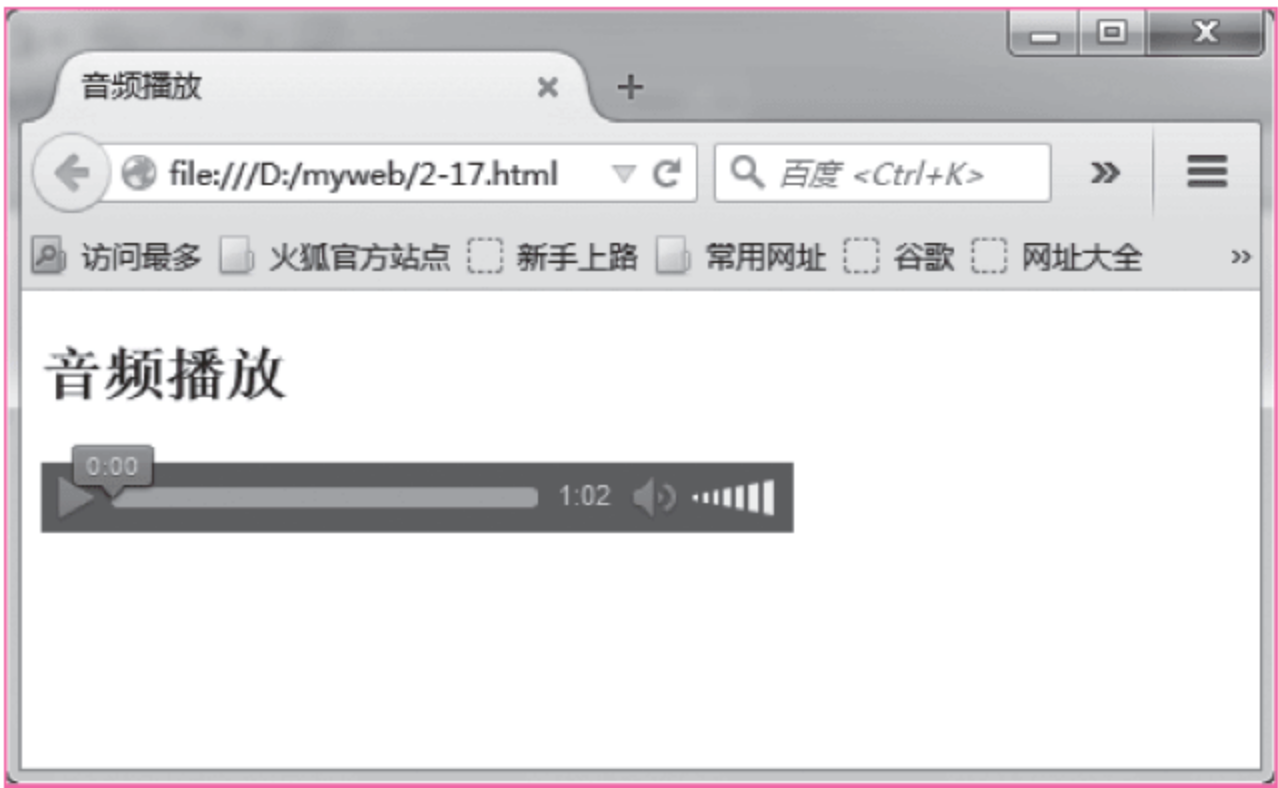 音频播放
file:///D:/myweb/2-17.html 百度 <Ctrl+K>
访问最多 火狐官方站点 新手上路 常用网址 谷歌 网址大全
音频播放
0:00
1:02